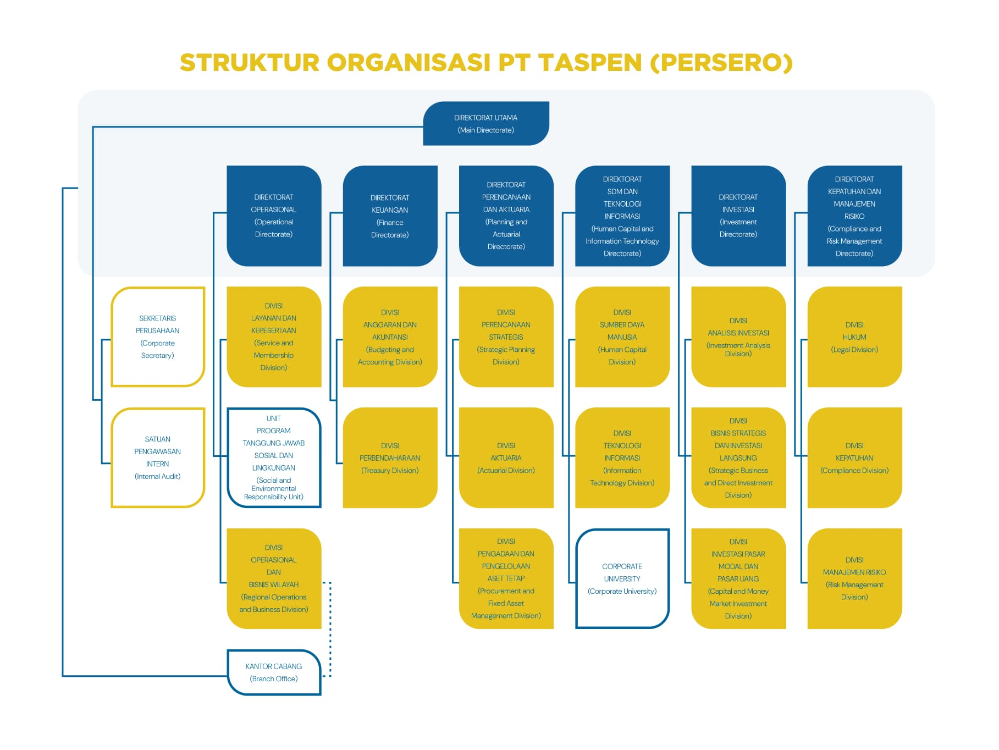 STRUKTUR ORGANISASI PT TASPEN (PERSERO)
DIREKTORAT UTAMA
(Main Directorate)
DIREKTORAT
OPERASIONAL
(Operational
Directorate)
DIREKTORAT
KEUANGAN
(Finance
Directorate)
DIREKTORAT
PERENCANAAN
DAN AKTUARIA
(Planning and
Actuarial
Directorate)
DIREKTORAT
SDM DAN
TEKNOLOGI
INFORMASI
(Human Capital and
Information Technology
Directorate)
DIREKTORAT
INVESTASI
(Investment
Directorate)
DIREKTORAT
KEPATUHAN DAN
MANAJEMEN
RISIKO
(Compliance and
Risk Management
Directorate)
SEKRETARIS
PERUSAHAAN
(Corporate
Secretary)
DIVISI
LAYANAN DAN
KEPESERTAAN
(Service and
Membership
Division)
DIVISI
ANGGARAN DAN
AKUNTANSI
(Budgeting and
Accounting Division)
DIVISI
PERENCANAAN
STRATEGIS
(Strategic Planning
Division)
DIVISI
SUMBER DAYA
MANUSIA
(Human Capital
Division)
DIVISI
ANALISIS INVESTASI
(Investment Analysis
Division)
DIVISI
HUKUM
(Legal Division)
SATUAN
PENGAWASAN
INTERN
(Internal Audit)
UNIT
PROGRAM
TANGGUNG JAWAB
SOSIAL DAN
LINGKUNGAN
(Social and
Environmental
Responsibility Unit)
DIVISI
PERBENDAHARAAN
(Treasury Division)
DIVISI
AKTUARIA
(Actuarial Division)
DIVISI
TEKNOLOGI
INFORMASI
(Information
Technology Division)
DIVISI
BISNIS STRATEGIS
DAN INVESTASI
LANGSUNG
(Strategic Business
and Direct Investment
Division)
DIVISI
KEPATUHAN
(Compliance Division)
DIVISI
OPERASIONAL
DAN
BISNIS WILAYAH
(Regional Operations
and Business Division)
DIVISI
PENGADAAN DAN
PENGELOLAAN
ASET TETAP
(Procurement and
Fixed Asset
Management Division)
CORPORATE
UNIVERSITY
(Corporate University)
DIVISI
INVESTASI PASAR
MODAL DAN
PASAR UANG
(Capital and Money
Market Investment
Division)
DIVISI
MANAJEMEN RISIKO
(Risk Management
Division)
KANTOR CABANG
(Branch Office)